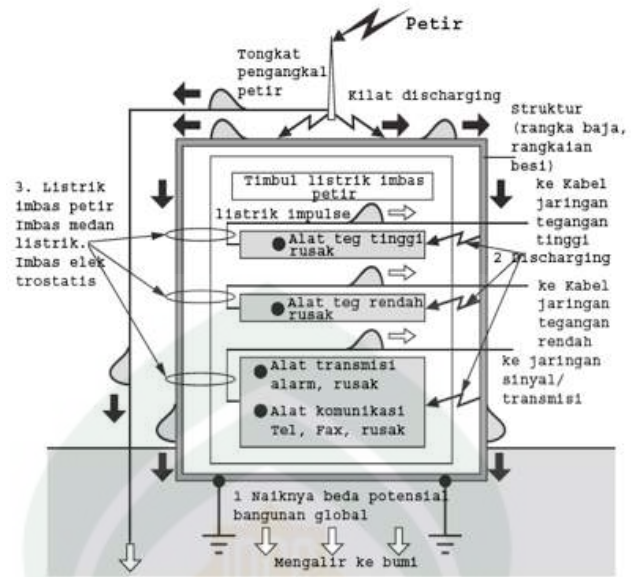 Petir
Tongkat
pengangkal
petir
Kilat discharging
Struktur
(rangka baja,
rangkaian
besi)
3. Listrik
imbas petir
Imbas medan
listrik.
Imbas elek
trostatis
Timbul listrik imbas
petir
listrik impulse
Alat teg tinggi
rusak
ke Kabel
jaringan
tegangan
tinggi
2 Discharging
Alat teg rendah
rusak
ke Kabel
jaringan
tegangan
rendah
Alat transmisi
alarm, rusak
Alat komunikasi
Tel, Fax, rusak
ke jaringan
sinyal/
transmisi
1 Naiknya beda potensial
bangunan global
Mengalir ke bumi